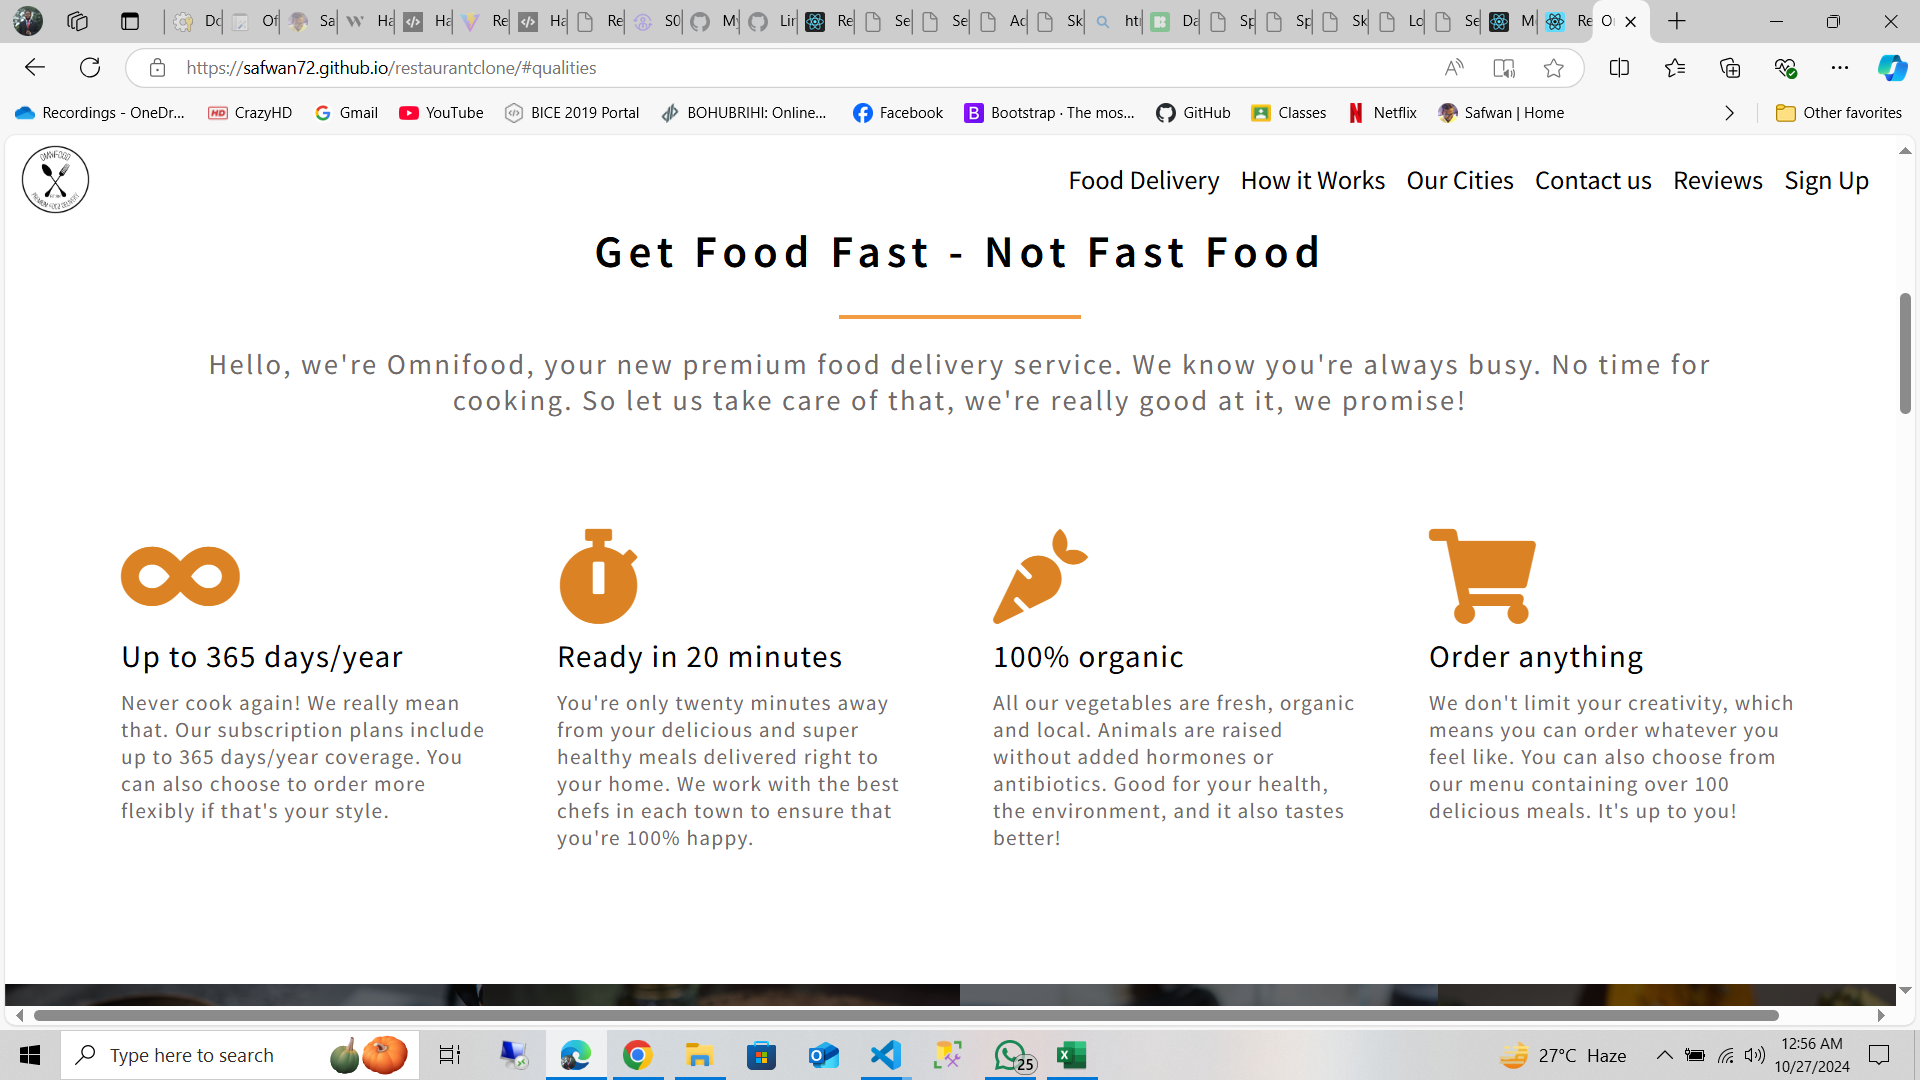 Do
Of
Sa
Ha
Ha
Re
Ha
Re
S0
My
Lir
Re
Se
Se
Ac
Sk
htt
Da
Sp
Sp
Sk
Lo
Se
M
Re
https://safwan72.github.io/restaurantclone/#qualities
Recordings - OneDr...
CrazyHD
Gmail
YouTube
BICE 2019 Portal
BOHUBRIHI: Online...
Facebook
Bootstrap · The mos...
GitHub
Classes
Netflix
Safwan | Home
Other favorites
OMNIFOOD
PREMIUM FOOD DELIVERY
Food Delivery
How it Works
Our Cities
Contact us
Reviews
Sign Up
Get Food Fast - Not Fast Food
Hello, we're Omnifood, your new premium food delivery service. We know you're always busy. No time for
cooking. So let us take care of that, we're really good at it, we promise!
Up to 365 days/year
Never cook again! We really mean
that. Our subscription plans include
up to 365 days/year coverage. You
can also choose to order more
flexibly if that's your style.
Ready in 20 minutes
You're only twenty minutes away
from your delicious and super
healthy meals delivered right to
your home. We work with the best
chefs in each town to ensure that
you're 100% happy.
100% organic
All our vegetables are fresh, organic
and local. Animals are raised
without added hormones or
antibiotics. Good for your health,
the environment, and it also tastes
better!
Order anything
We don't limit your creativity, which
means you can order whatever you
feel like. You can also choose from
our menu containing over 100
delicious meals. It's up to you!
Type here to search
25
27°C Haze
12:56 AM
10/27/2024